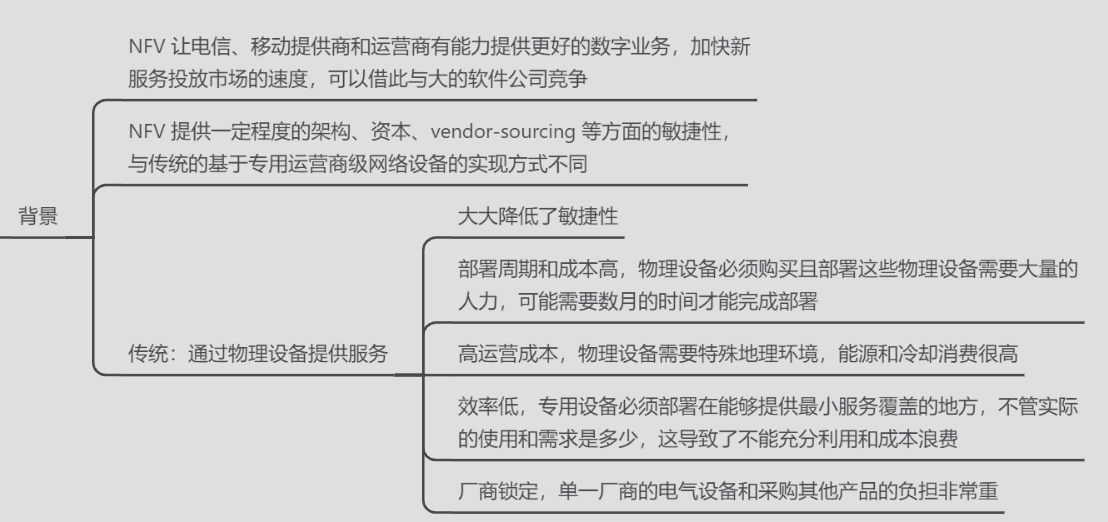 NFV 让电信、移动提供商和运营商有能力提供更好的数字业务，加快新
服务投放市场的速度，可以借此与大的软件公司竞争
NFV 提供一定程度的架构、资本、vendor-sourcing 等方面的敏捷性，
与传统的基于专用运营商级网络设备的实现方式不同
背景
大大降低了敏捷性
部署周期和成本高，物理设备必须购买且部署这些物理设备需要大量的
人力，可能需要数月的时间才能完成部署
传统：通过物理设备提供服务
高运营成本，物理设备需要特殊地理环境，能源和冷却消费很高
效率低，专用设备必须部署在能够提供最小服务覆盖的地方，不管实际
的使用和需求是多少，这导致了不能充分利用和成本浪费
厂商锁定，单一厂商的电气设备和采购其他产品的负担非常重